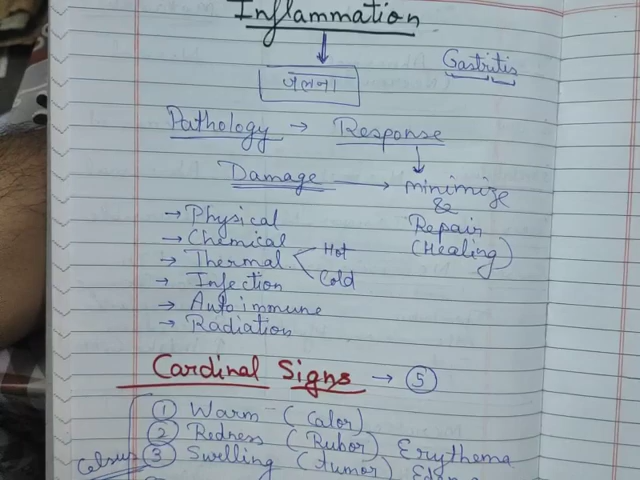 Inflammation
Gastritis
जलना
Pathology → Response
Damage → minimize
&
Repair
(Healing)
→ Physical
→ Chemical
→ Thermal Hot
Cold
→ Infection
→ Autoimmune
→ Radiation
Cardinal Signs → 5
1 Warm - (Calor)
2 Redness (Rubor) Erythema
Celsus 3 Swelling (tumor)